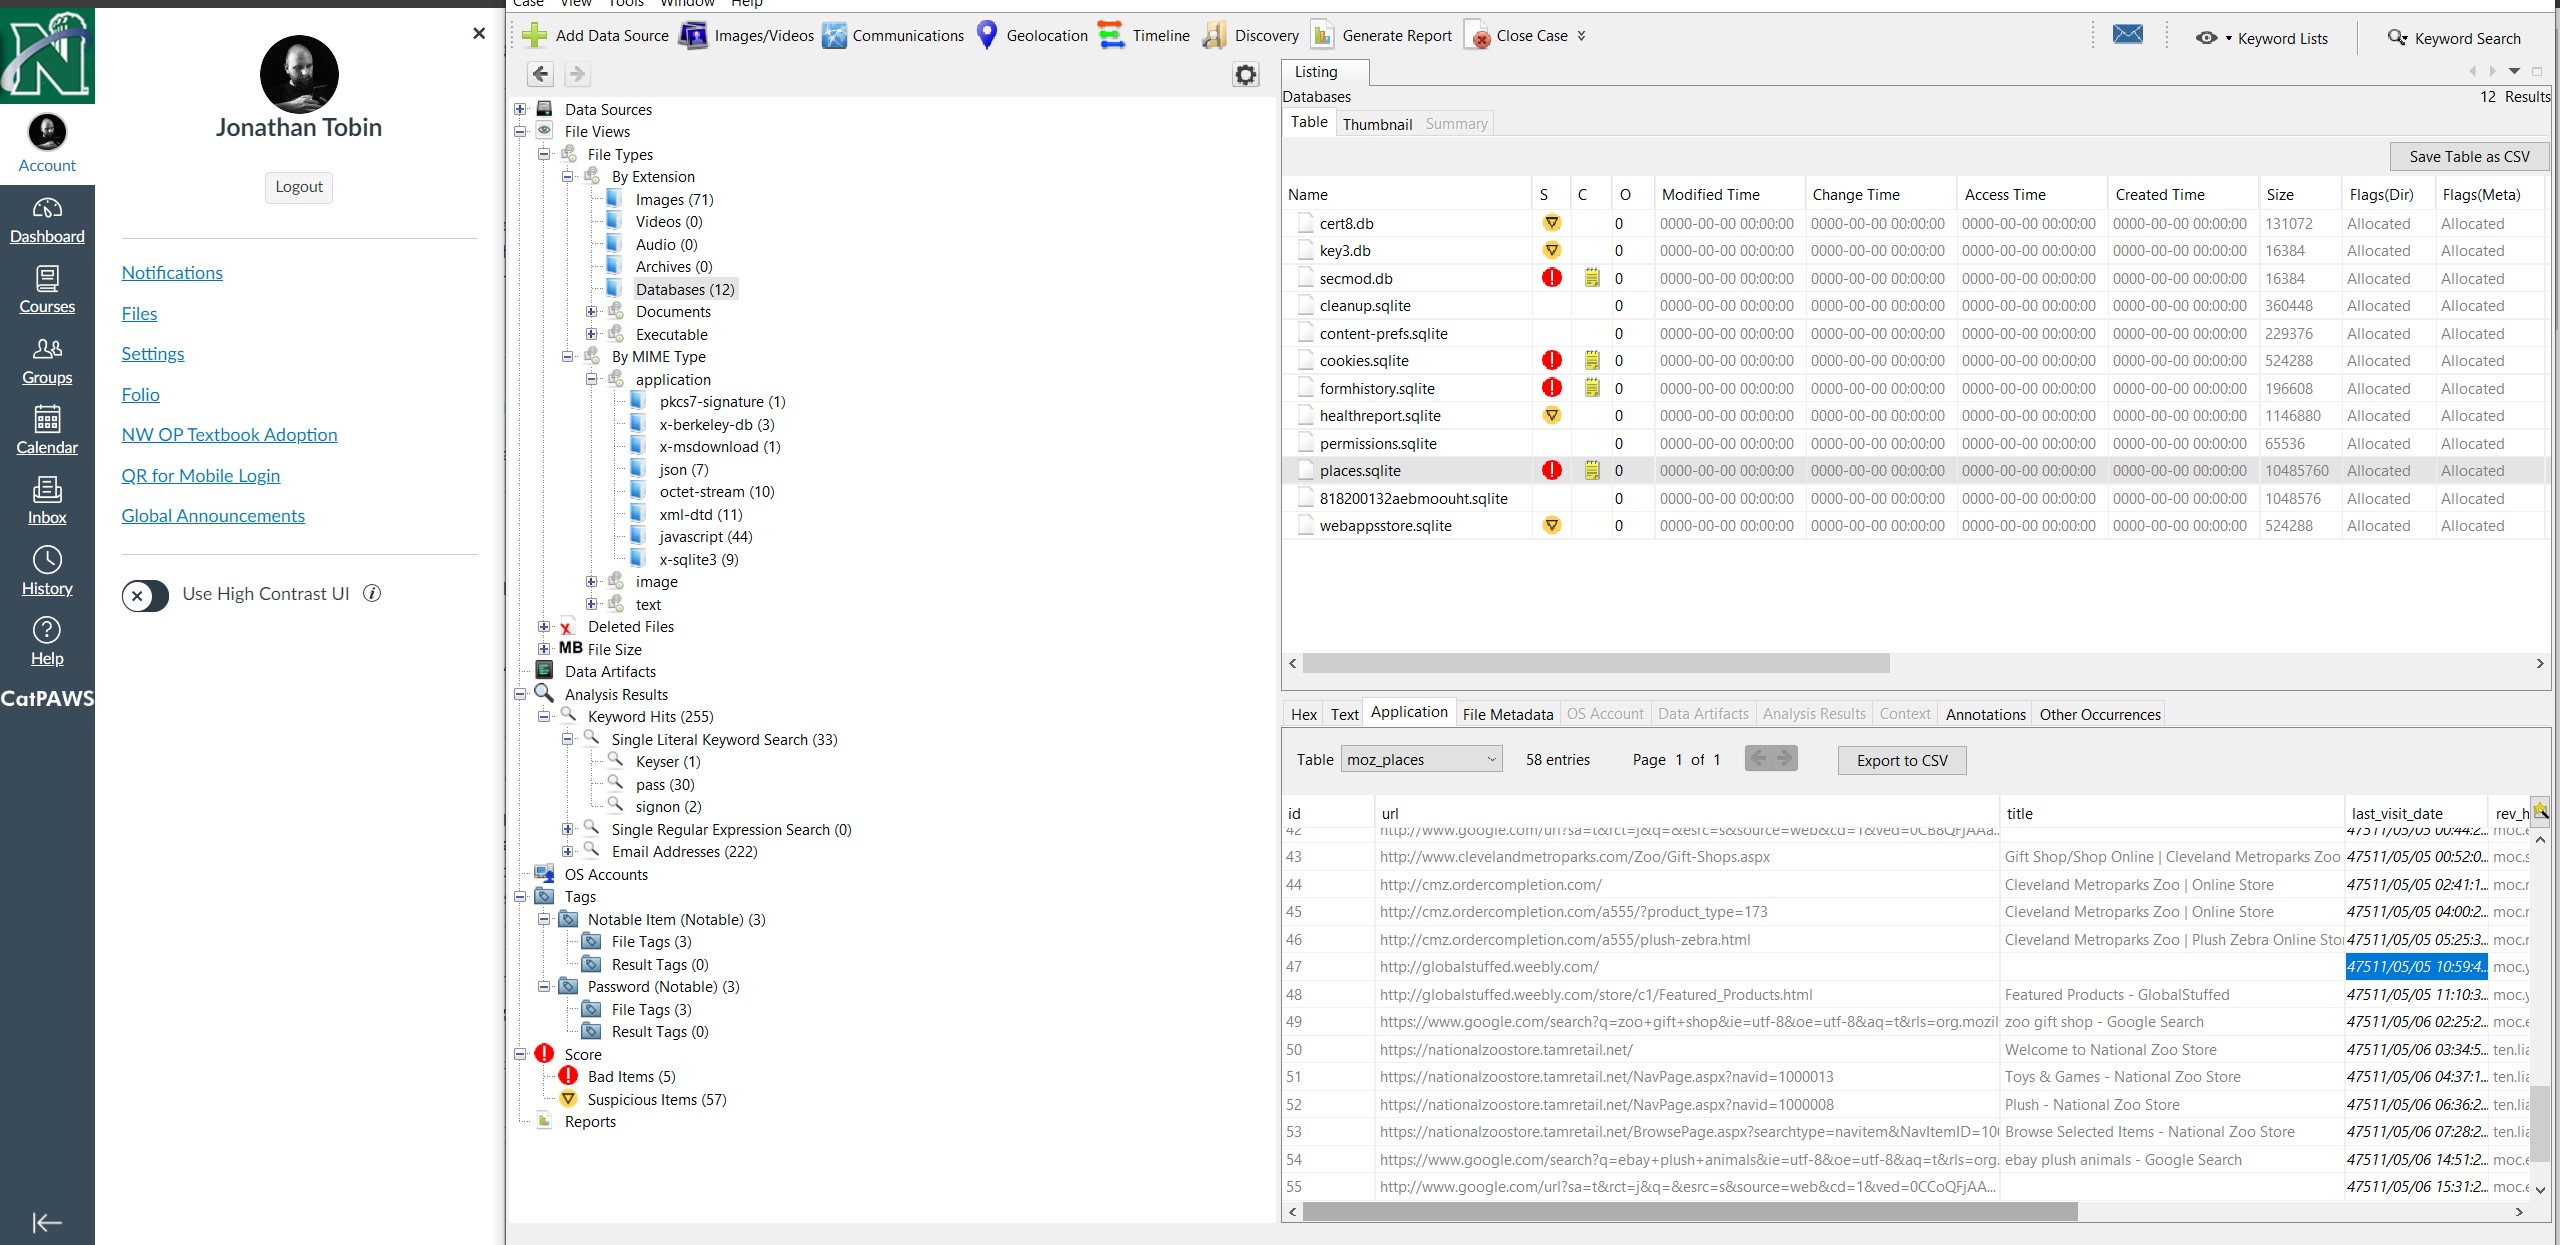 Case View Tools Window Help
Add Data Source Images/Videos Communications Geolocation Timeline Discovery Generate Report Close Case Keyword Lists Keyword Search
N
Account
Dashboard
Courses
Groups
Calendar
Inbox
History
Help
CatPAWS
Jonathan Tobin
Logout
Notifications
Files
Settings
Folio
NW OP Textbook Adoption
QR for Mobile Login
Global Announcements
Use High Contrast UI
Data Sources
File Views
File Types
By Extension
Images (71)
Videos (0)
Audio (0)
Archives (0)
Databases (12)
Documents
Executable
By MIME Type
application
pkcs7-signature (1)
x-berkeley-db (3)
x-msdownload (1)
json (7)
octet-stream (10)
xml-dtd (11)
javascript (44)
x-sqlite3 (9)
image
text
Deleted Files
MB File Size
Data Artifacts
Analysis Results
Keyword Hits (255)
Single Literal Keyword Search (33)
Keyser (1)
pass (30)
signon (2)
Single Regular Expression Search (0)
Email Addresses (222)
OS Accounts
Tags
Notable Item (Notable) (3)
File Tags (3)
Result Tags (0)
Password (Notable) (3)
File Tags (3)
Result Tags (0)
Score
Bad Items (5)
Suspicious Items (57)
Reports
Listing
Databases 12 Results
Table Thumbnail Summary
Save Table as CSV
Name S C O Modified Time Change Time Access Time Created Time Size Flags(Dir) Flags(Meta)
cert8.db 0 0000-00-00 00:00:00 0000-00-00 00:00:00 0000-00-00 00:00:00 0000-00-00 00:00:00 131072 Allocated Allocated
key3.db 0 0000-00-00 00:00:00 0000-00-00 00:00:00 0000-00-00 00:00:00 0000-00-00 00:00:00 16384 Allocated Allocated
secmod.db 0 0000-00-00 00:00:00 0000-00-00 00:00:00 0000-00-00 00:00:00 0000-00-00 00:00:00 16384 Allocated Allocated
cleanup.sqlite 0 0000-00-00 00:00:00 0000-00-00 00:00:00 0000-00-00 00:00:00 0000-00-00 00:00:00 360448 Allocated Allocated
content-prefs.sqlite 0 0000-00-00 00:00:00 0000-00-00 00:00:00 0000-00-00 00:00:00 0000-00-00 00:00:00 229376 Allocated Allocated
cookies.sqlite 0 0000-00-00 00:00:00 0000-00-00 00:00:00 0000-00-00 00:00:00 0000-00-00 00:00:00 524288 Allocated Allocated
formhistory.sqlite 0 0000-00-00 00:00:00 0000-00-00 00:00:00 0000-00-00 00:00:00 0000-00-00 00:00:00 196608 Allocated Allocated
healthreport.sqlite 0 0000-00-00 00:00:00 0000-00-00 00:00:00 0000-00-00 00:00:00 0000-00-00 00:00:00 1146880 Allocated Allocated
permissions.sqlite 0 0000-00-00 00:00:00 0000-00-00 00:00:00 0000-00-00 00:00:00 0000-00-00 00:00:00 65536 Allocated Allocated
places.sqlite 0 0000-00-00 00:00:00 0000-00-00 00:00:00 0000-00-00 00:00:00 0000-00-00 00:00:00 10485760 Allocated Allocated
818200132aebmoouht.sqlite 0 0000-00-00 00:00:00 0000-00-00 00:00:00 0000-00-00 00:00:00 0000-00-00 00:00:00 1048576 Allocated Allocated
webappsstore.sqlite 0 0000-00-00 00:00:00 0000-00-00 00:00:00 0000-00-00 00:00:00 0000-00-00 00:00:00 524288 Allocated Allocated
Hex Text Application File Metadata OS Account Data Artifacts Analysis Results Context Annotations Other Occurrences
Table moz_places 58 entries Page 1 of 1 Export to CSV
id url title last_visit_date rev_h
42 http://www.google.com/url?sa=t&rct=j&q=&esrc=s&source=web&cd=1&ved=0CB8QFjAAa... 47511/05/05 00:44:2... moc.e
43 http://www.clevelandmetroparks.com/Zoo/Gift-Shops.aspx Gift Shop/Shop Online | Cleveland Metroparks Zoo 47511/05/05 00:52:0... moc.s
44 http://cmz.ordercompletion.com/ Cleveland Metroparks Zoo | Online Store 47511/05/05 02:41:1... moc.r
45 http://cmz.ordercompletion.com/a555/?product_type=173 Cleveland Metroparks Zoo | Online Store 47511/05/05 04:00:2... moc.r
46 http://cmz.ordercompletion.com/a555/plush-zebra.html Cleveland Metroparks Zoo | Plush Zebra Online Sto 47511/05/05 05:25:3... moc.r
47 http://globalstuffed.weebly.com/ 47511/05/05 10:59:4... moc.y
48 http://globalstuffed.weebly.com/store/c1/Featured_Products.html Featured Products - GlobalStuffed 47511/05/05 11:10:3... moc.y
49 https://www.google.com/search?q=zoo+gift+shop&ie=utf-8&oe=utf-8&aq=t&rls=org.mozil zoo gift shop - Google Search 47511/05/06 02:25:2... moc.e
50 https://nationalzoostore.tamretail.net/ Welcome to National Zoo Store 47511/05/06 03:34:5... ten.lia
51 https://nationalzoostore.tamretail.net/NavPage.aspx?navid=1000013 Toys & Games - National Zoo Store 47511/05/06 04:37:1... ten.lia
52 https://nationalzoostore.tamretail.net/NavPage.aspx?navid=1000008 Plush - National Zoo Store 47511/05/06 06:36:2... ten.lia
53 https://nationalzoostore.tamretail.net/BrowsePage.aspx?searchtype=navitem&NavItemID=10 Browse Selected Items - National Zoo Store 47511/05/06 07:28:2... ten.lia
54 https://www.google.com/search?q=ebay+plush+animals&ie=utf-8&oe=utf-8&aq=t&rls=org. ebay plush animals - Google Search 47511/05/06 14:51:2... moc.e
55 http://www.google.com/url?sa=t&rct=j&q=&esrc=s&source=web&cd=1&ved=0CCoQFjAA... 47511/05/06 15:31:2... moc.e